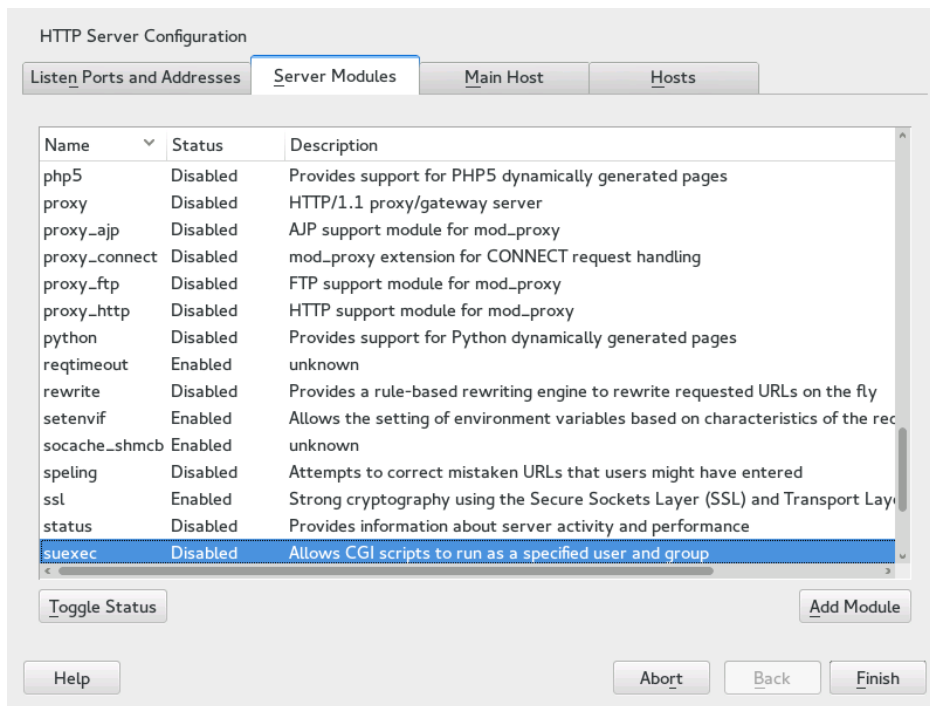 HTTP Server Configuration
Listen Ports and Addresses Server Modules Main Host Hosts
Name Status Description
php5 Disabled Provides support for PHP5 dynamically generated pages
proxy Disabled HTTP/1.1 proxy/gateway server
proxy_ajp Disabled AJP support module for mod_proxy
proxy_connect Disabled mod_proxy extension for CONNECT request handling
proxy_ftp Disabled FTP support module for mod_proxy
proxy_http Disabled HTTP support module for mod_proxy
python Disabled Provides support for Python dynamically generated pages
reqtimeout Enabled unknown
rewrite Disabled Provides a rule-based rewriting engine to rewrite requested URLs on the fly
setenvif Enabled Allows the setting of environment variables based on characteristics of the
socache_shmcb Enabled unknown
speling Disabled Attempts to correct mistaken URLs that users might have entered
ssl Enabled Strong cryptography using the Secure Sockets Layer (SSL) and Transport
status Disabled Provides information about server activity and performance
suexec Disabled Allows CGI scripts to run as a specified user and group
Toggle Status Add Module
Help Abort Back Finish